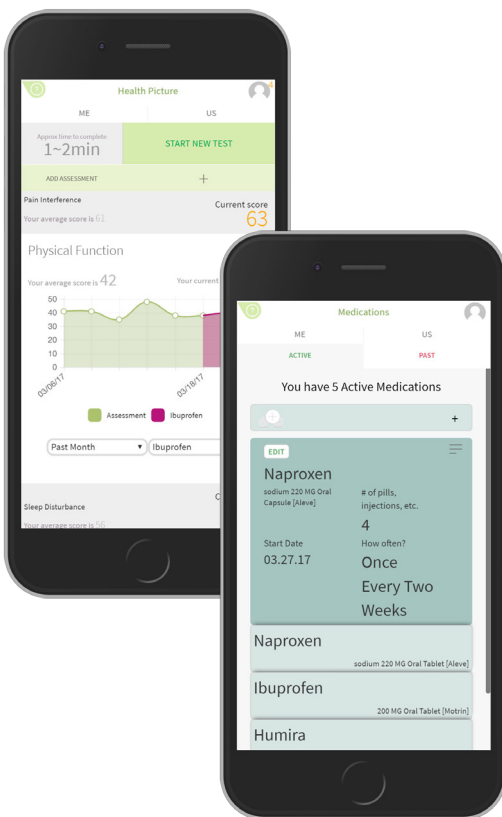 ?
Health Picture
4
ME
US
Approx time to complete
1~2min
START NEW TEST
ADD ASSESSMENT
+
Pain Interference
Current score
Your average score is 61
63
Physical Function
Your average score is 42
Your current
50
40
30
20
10
0
03/06/17
03/18/17
Assessment
Ibuprofen
Past Month
Ibuprofen
C
Sleep Disturbance
Your average score is 56
?
Medications
ME
US
ACTIVE
PAST
You have 5 Active Medications
+
EDIT
Naproxen
sodium 220 MG Oral
Capsule [Aleve]
# of pills,
injections, etc.
4
Start Date
How often?
03.27.17
Once
Every Two
Weeks
Naproxen
sodium 220 MG Oral Tablet [Aleve]
Ibuprofen
200 MG Oral Tablet [Motrin]
Humira